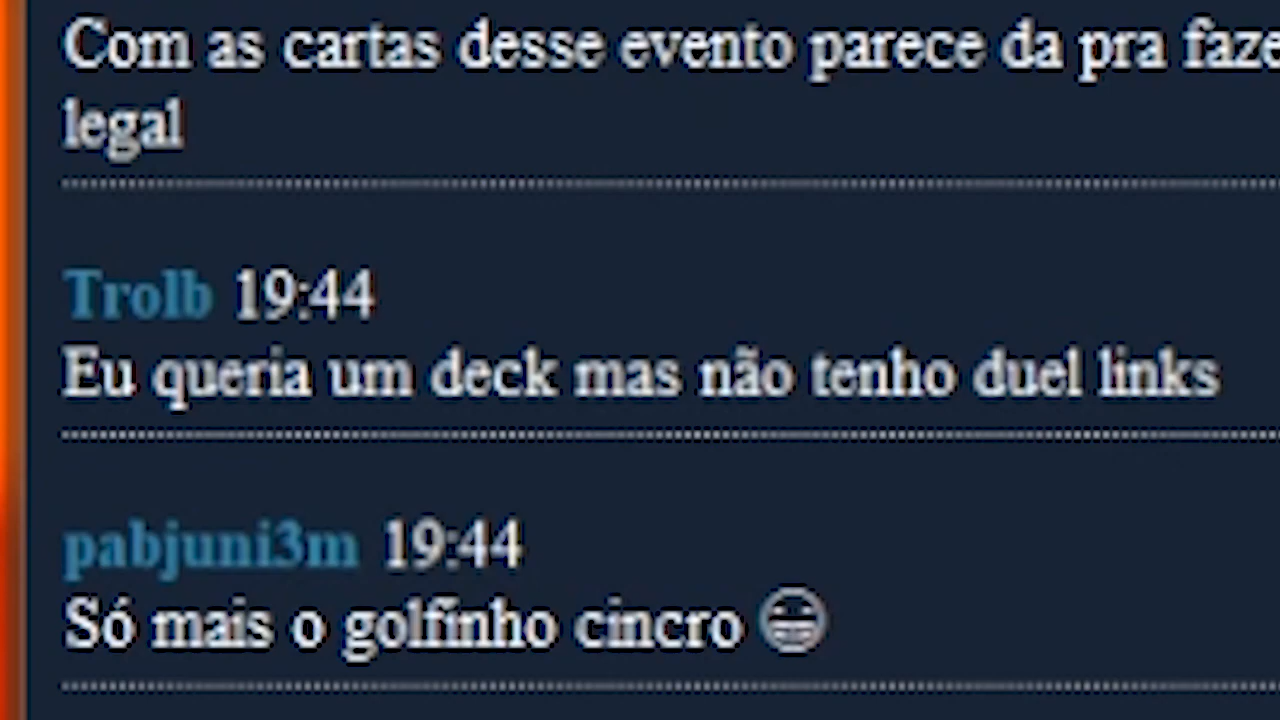 Com as cartas desse evento parece da pra faze
legal
Trolb 19:44
Eu queria um deck mas não tenho duel links
pabjuni3m 19:44
Só mais o golfinho cincro 😁